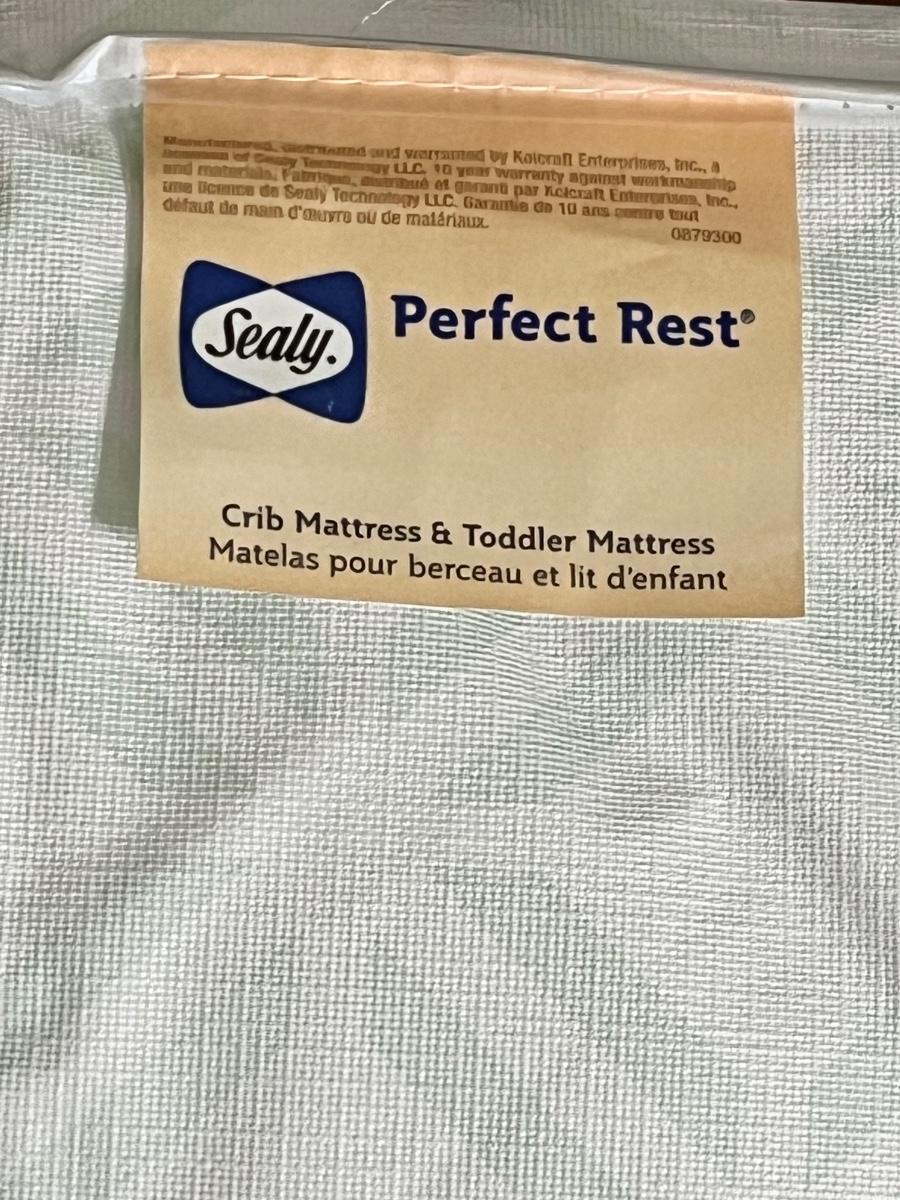 Manufactured, distributed and warranted by Kolcraft Enterprises, Inc., a
licensee of Sealy Technology LLC. 10 year warranty against workmanship
and materials. Fabriqué, distribué et garanti par Kolcraft Enterprises, Inc.,
une licence de Sealy Technology LLC. Garantie de 10 ans contre tout
défaut de main d'œuvre ou de matériaux.
0879300
Sealy.
Perfect Rest®
Crib Mattress & Toddler Mattress
Matelas pour berceau et lit d'enfant